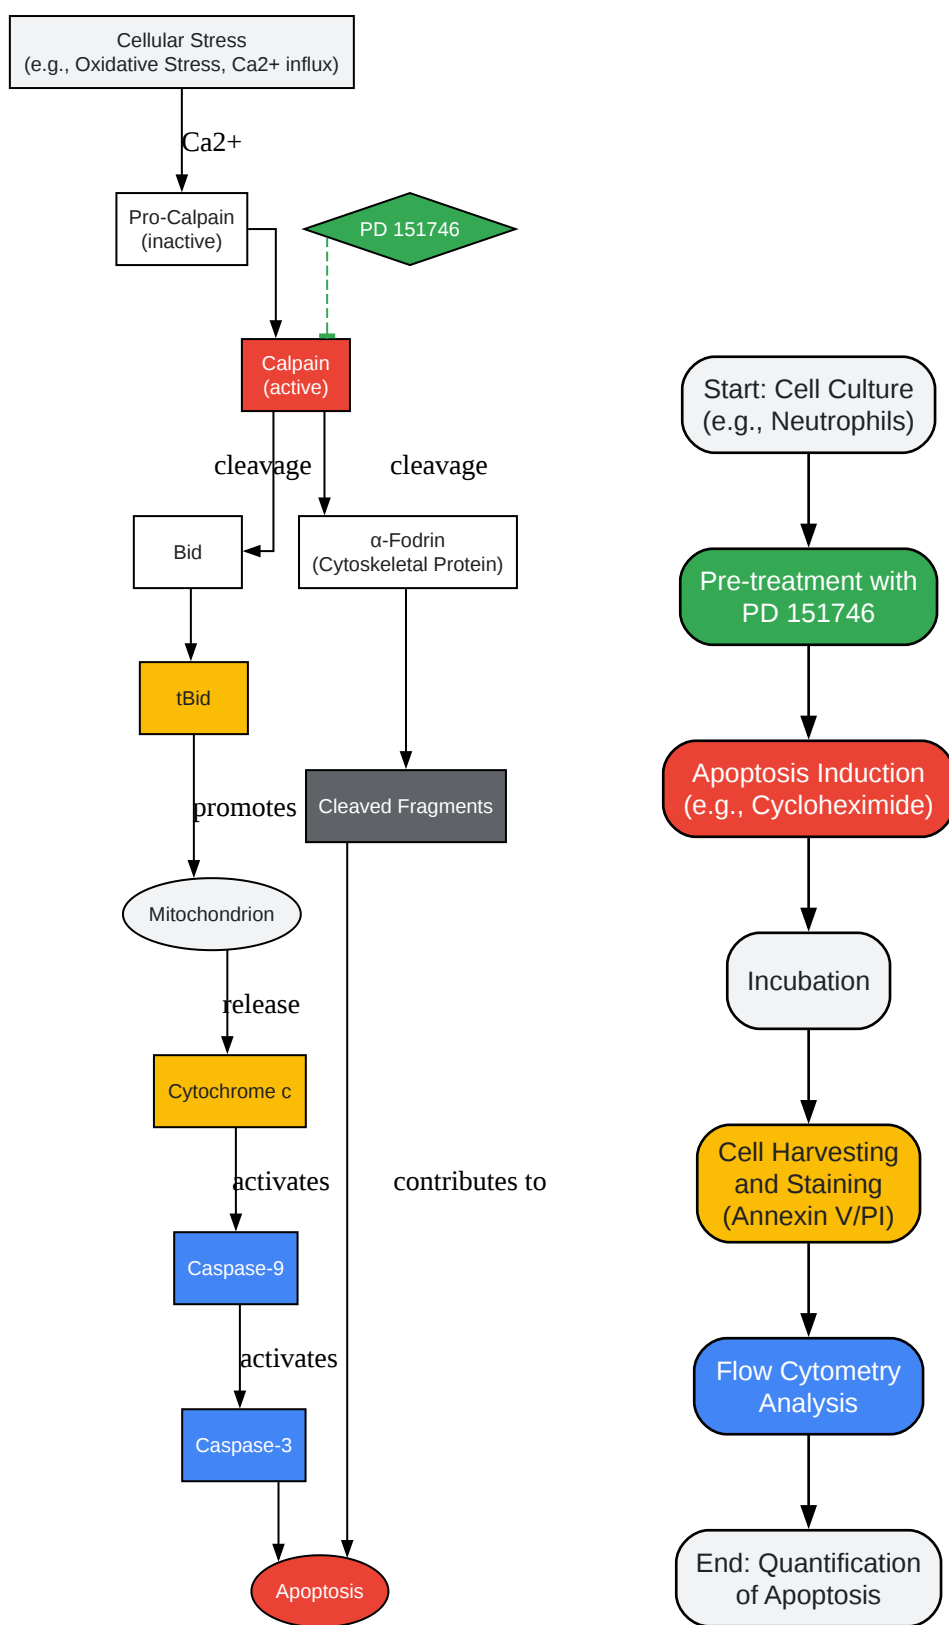 Cellular Stress
(e.g., Oxidative Stress, Ca2+ influx)
Ca2+
Pro-Calpain
(inactive)
PD 151746
Calpain
(active)
cleavage
cleavage
Bid
α-Fodrin
(Cytoskeletal Protein)
tBid
promotes
Cleaved Fragments
Mitochondrion
release
Cytochrome c
activates
contributes to
Caspase-9
activates
Caspase-3
Apoptosis
Start: Cell Culture
(e.g., Neutrophils)
Pre-treatment with
PD 151746
Apoptosis Induction
(e.g., Cycloheximide)
Incubation
Cell Harvesting
and Staining
(Annexin V/PI)
Flow Cytometry
Analysis
End: Quantification
of Apoptosis